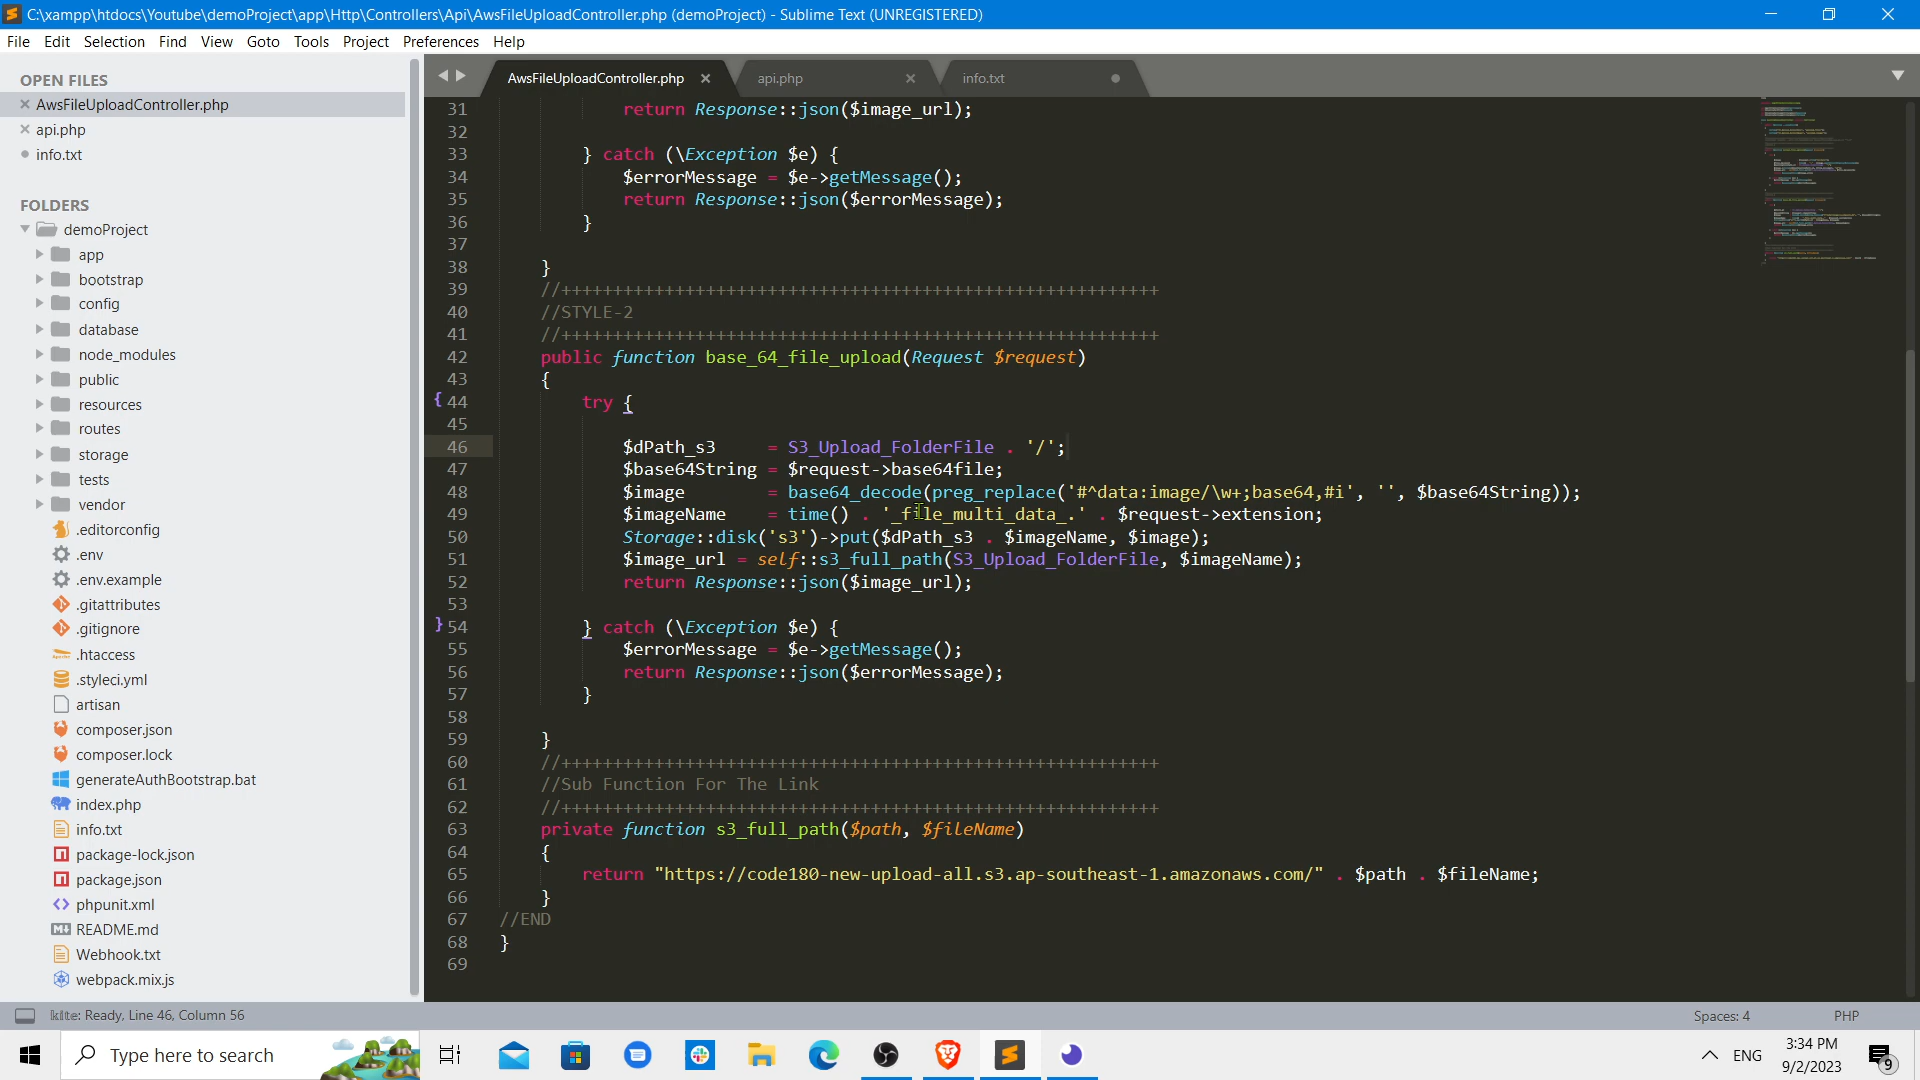 C:\xampp\htdocs\Youtube\demoProject\app\Http\Controllers\Api\AwsFileUploadController.php (demoProject) - Sublime Text (UNREGISTERED)
File Edit Selection Find View Goto Tools Project Preferences Help
OPEN FILES
AwsFileUploadController.php
api.php
info.txt
FOLDERS
demoProject
app
bootstrap
config
database
node_modules
public
resources
routes
storage
tests
vendor
.editorconfig
.env
.env.example
.gitattributes
.gitignore
.htaccess
.styleci.yml
artisan
composer.json
composer.lock
generateAuthBootstrap.bat
index.php
info.txt
package-lock.json
package.json
phpunit.xml
README.md
Webhook.txt
webpack.mix.js
AwsFileUploadController.php api.php info.txt
31 return Response::json($image_url);
32
33 } catch (\Exception $e) {
34 $errorMessage = $e->getMessage();
35 return Response::json($errorMessage);
36 }
37
38 }
39 //++++++++++++++++++++++++++++++++++++++++++++++++++++++++++
40 //STYLE-2
41 //++++++++++++++++++++++++++++++++++++++++++++++++++++++++++
42 public function base_64_file_upload(Request $request)
43 {
44 try {
45
46 $dPath_s3 = S3_Upload_FolderFile . '/';
47 $base64String = $request->base64file;
48 $image = base64_decode(preg_replace('#^data:image/\w+;base64,#i', '', $base64String));
49 $imageName = time() . '_file_multi_data_.' . $request->extension;
50 Storage::disk('s3')->put($dPath_s3 . $imageName, $image);
51 $image_url = self::s3_full_path(S3_Upload_FolderFile, $imageName);
52 return Response::json($image_url);
53
54 } catch (\Exception $e) {
55 $errorMessage = $e->getMessage();
56 return Response::json($errorMessage);
57 }
58
59 }
60 //++++++++++++++++++++++++++++++++++++++++++++++++++++++++++
61 //Sub Function For The Link
62 //++++++++++++++++++++++++++++++++++++++++++++++++++++++++++
63 private function s3_full_path($path, $fileName)
64 {
65 return "https://code180-new-upload-all.s3.ap-southeast-1.amazonaws.com/" . $path . $fileName;
66 }
67 //END
68 }
69
kite: Ready, Line 46, Column 56
Spaces: 4
PHP
Type here to search
ENG
3:34 PM
9/2/2023
9